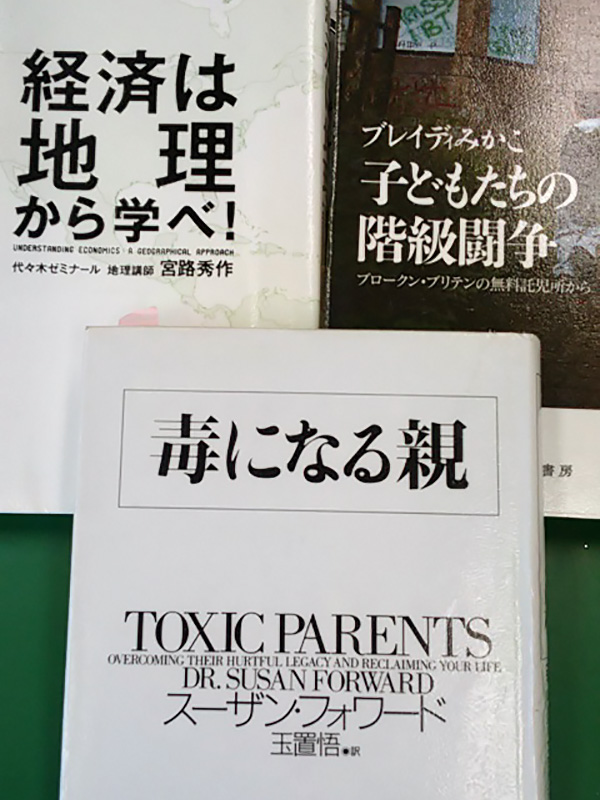 経済は
地理
から学べ!
UNDERSTANDING ECONOMICS : A GEOGRAPHICAL APPROACH
代々木ゼミナール 地理講師 宮路秀作
ブレイディみかこ
子どもたちの
階級闘争
ブロークン・ブリテンの無料託児所から
書房
毒になる親
TOXIC PARENTS
OVERCOMING THEIR HURTFUL LEGACY AND RECLAIMING YOUR LIFE
DR. SUSAN FORWARD
スーザン・フォワード
玉置悟●訳